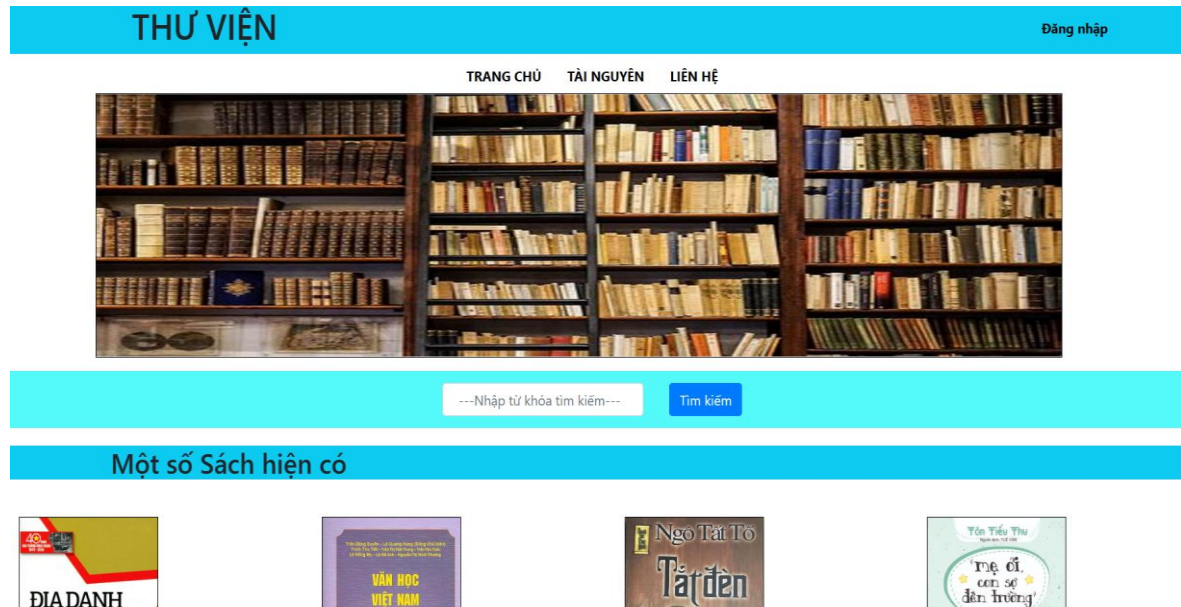 THƯ VIỆN
Đăng nhập
TRANG CHỦ TÀI NGUYÊN LIÊN HỆ
---Nhập từ khóa tìm kiếm---
Tìm kiếm
Một số Sách hiện có
40
ĐỊA DANH
VĂN HỌC
VIỆT NAM
Ngô Tất Tố
Tắt đèn
Tôn Tiểu Thu
mẹ ơi,
con sợ
đến trường